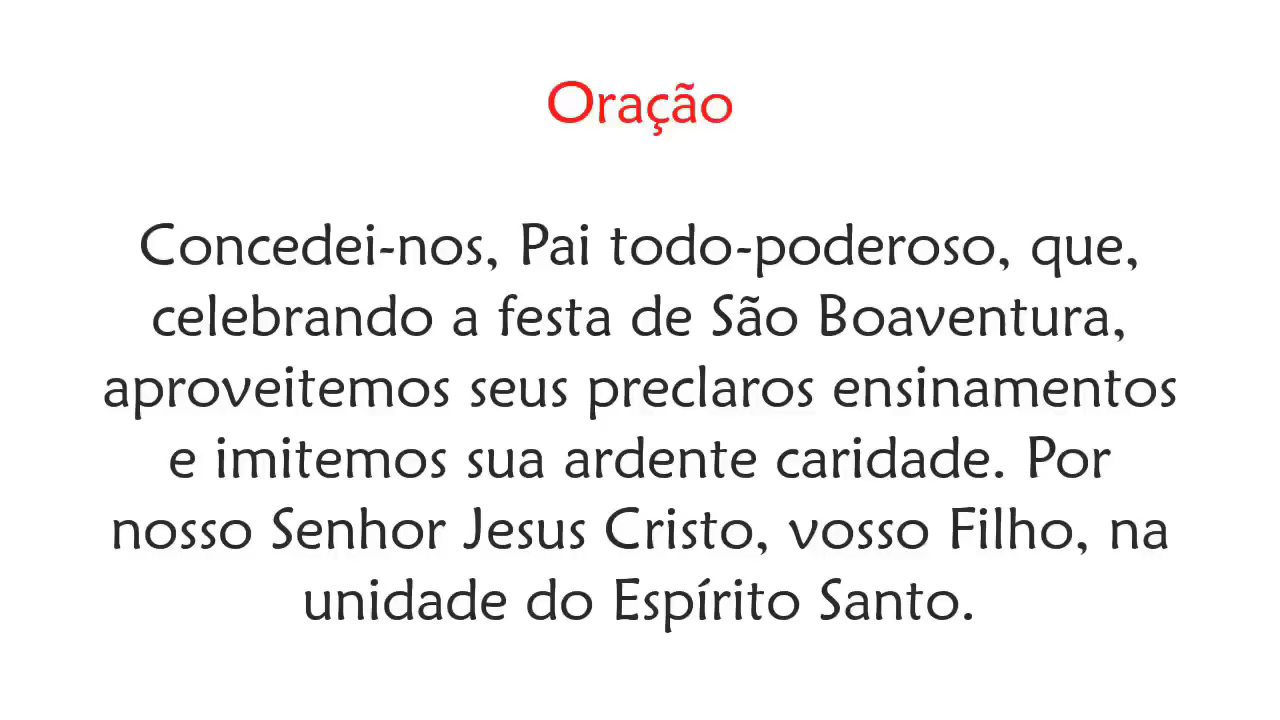 Oração
Concedei-nos, Pai todo-poderoso, que,
celebrando a festa de São Boaventura,
aproveitemos seus preclaros ensinamentos
e imitemos sua ardente caridade. Por
nosso Senhor Jesus Cristo, vosso Filho, na
unidade do Espírito Santo.